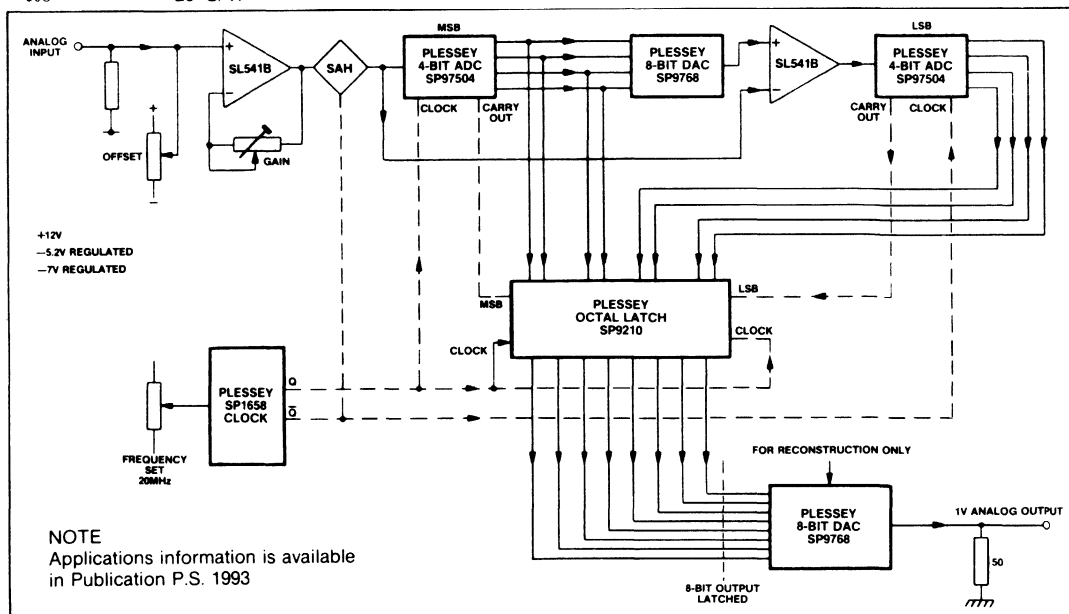 ANALOG
INPUT
+
−
SL541B
SAH
MSB
PLESSEY
4-BIT ADC
SP97504
CLOCK
CARRY
OUT
PLESSEY
8-BIT DAC
SP9768
+
−
SL541B
LSB
PLESSEY
4-BIT ADC
SP97504
CARRY
OUT
CLOCK
+
OFFSET
−
GAIN
+12V
−5.2V REGULATED
−7V REGULATED
MSB
PLESSEY
OCTAL LATCH
SP9210
LSB
CLOCK
CLOCK
PLESSEY
SP1658
CLOCK
Q
Q̅
FREQUENCY
SET
20MHz
FOR RECONSTRUCTION ONLY
PLESSEY
8-BIT DAC
SP9768
1V ANALOG OUTPUT
50
8-BIT OUTPUT
LATCHED
NOTE
Applications information is available
in Publication P.S. 1993